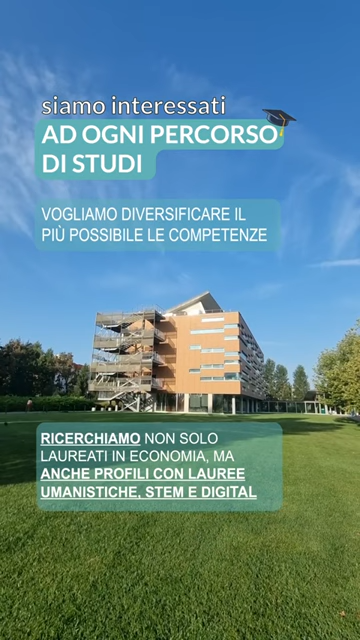 siamo interessati
AD OGNI PERCORSO
DI STUDI
VOGLIAMO DIVERSIFICARE IL
PIÙ POSSIBILE LE COMPETENZE
RICERCHIAMO NON SOLO
LAUREATI IN ECONOMIA, MA
ANCHE PROFILI CON LAUREE
UMANISTICHE, STEM E DIGITAL